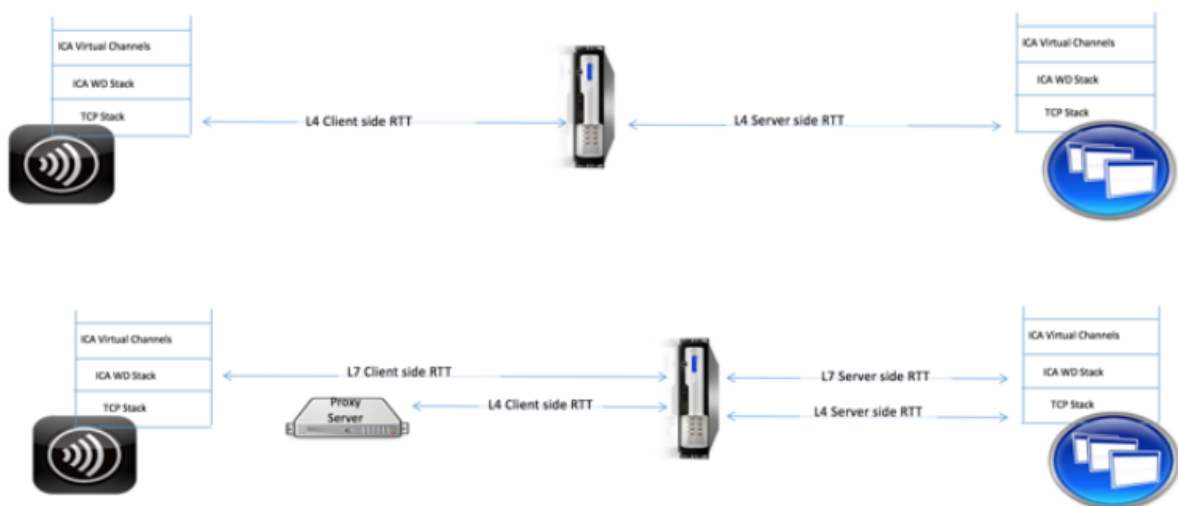 ICA Virtual Channels
ICA WD Stack
TCP Stack
L4 Client side RTT
L4 Server side RTT
ICA Virtual Channels
ICA WD Stack
TCP Stack
ICA Virtual Channels
ICA WD Stack
TCP Stack
L7 Client side RTT
L4 Client side RTT
Proxy
Server
L7 Server side RTT
L4 Server side RTT
ICA Virtual Channels
ICA WD Stack
TCP Stack